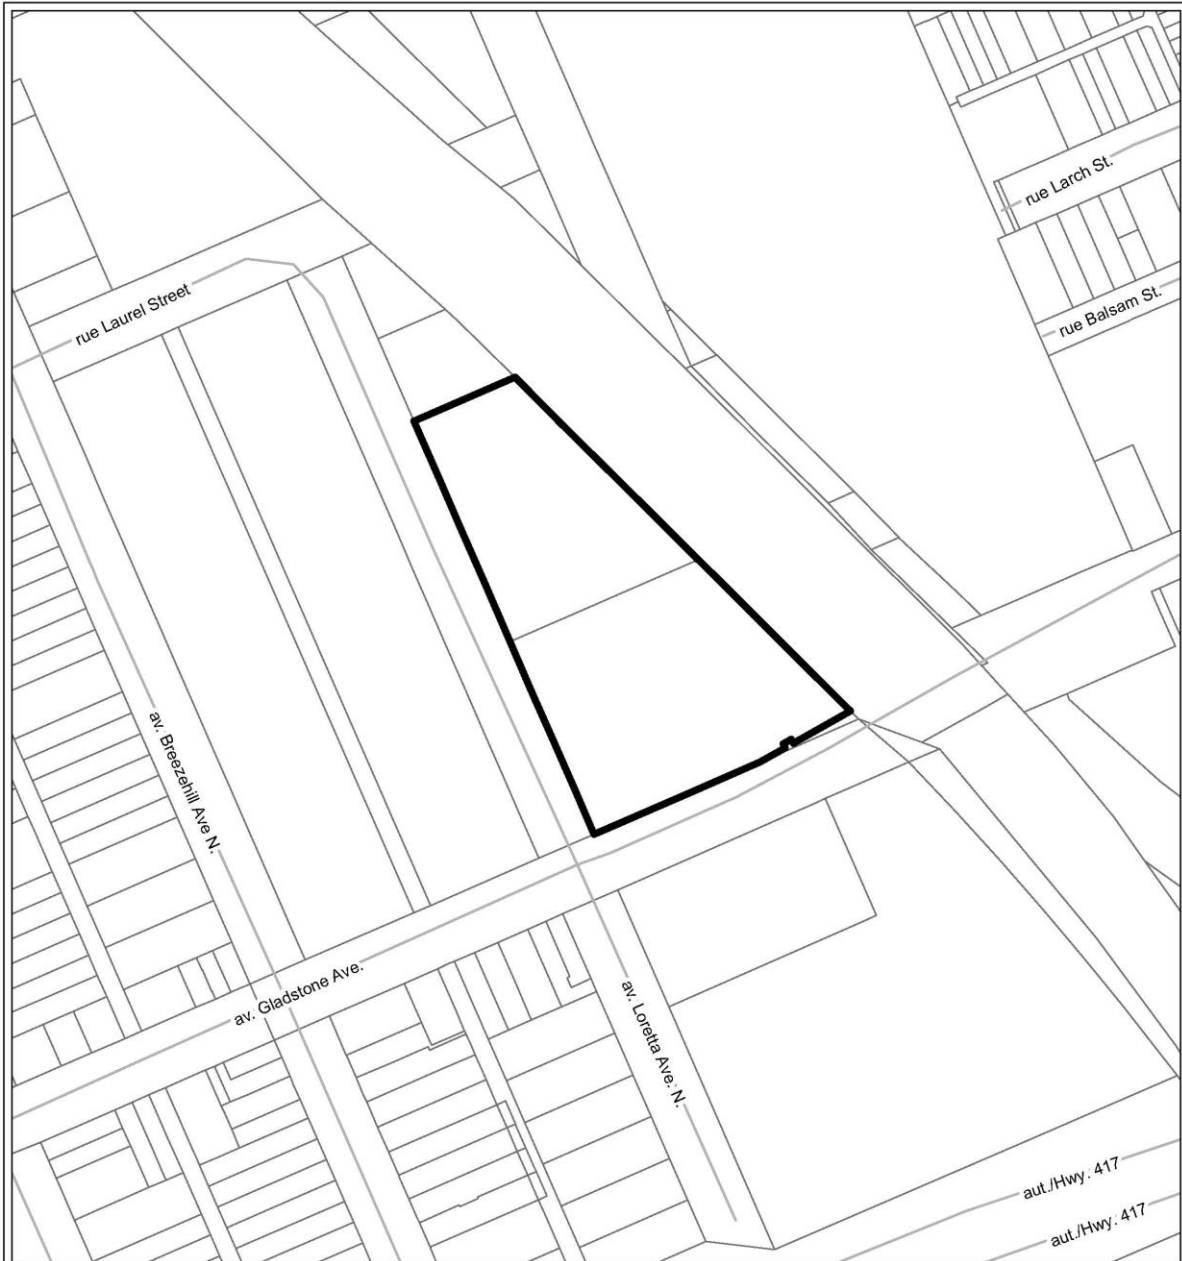 rue Larch St.
rue Laurel Street
rue Balsam St.
av. Breezehill Ave N.
av. Gladstone Ave.
av. Loretta Ave. N.
aut./Hwy. 417
aut./Hwy. 417